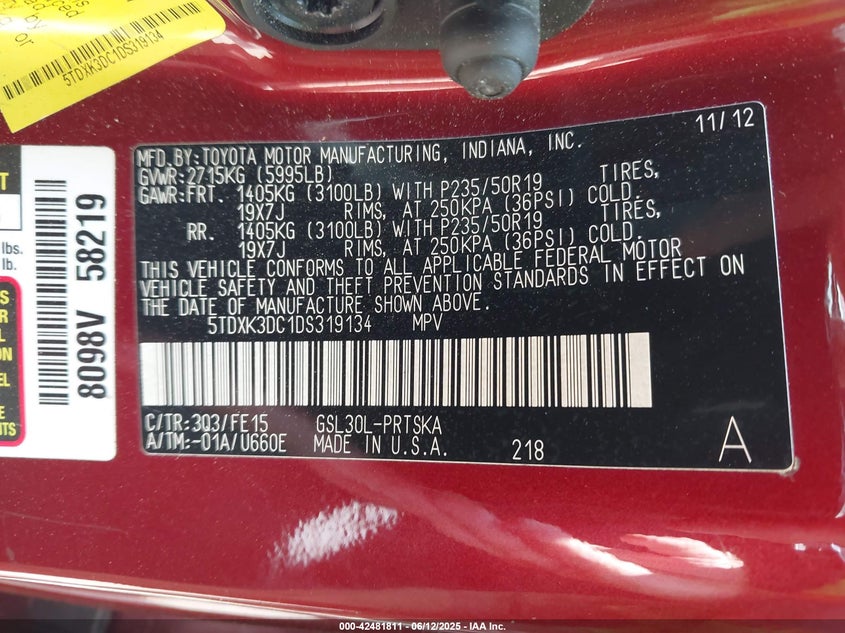 5TDXK3DC1DS319134
8098V 58219
lbs.
lb.
11/12
MFD.BY:TOYOTA MOTOR MANUFACTURING, INDIANA, INC.
GVWR:2715KG (5995LB)
GAWR:FRT. 1405KG (3100LB) WITH P235/50R19 TIRES,
19X7J RIMS, AT 250KPA (36PSI) COLD.
RR. 1405KG (3100LB) WITH P235/50R19 TIRES,
19X7J RIMS, AT 250KPA (36PSI) COLD.
THIS VEHICLE CONFORMS TO ALL APPLICABLE FEDERAL MOTOR
VEHICLE SAFETY AND THEFT PREVENTION STANDARDS IN EFFECT ON
THE DATE OF MANUFACTURE SHOWN ABOVE.
5TDXK3DC1DS319134 MPV
C/TR:3Q3/FE15 GSL30L-PRTSKA
A/TM:-01A/U660E MADE IN U.S.A. 218 A
000-42481811 - 06/12/2025 - IAA Inc.